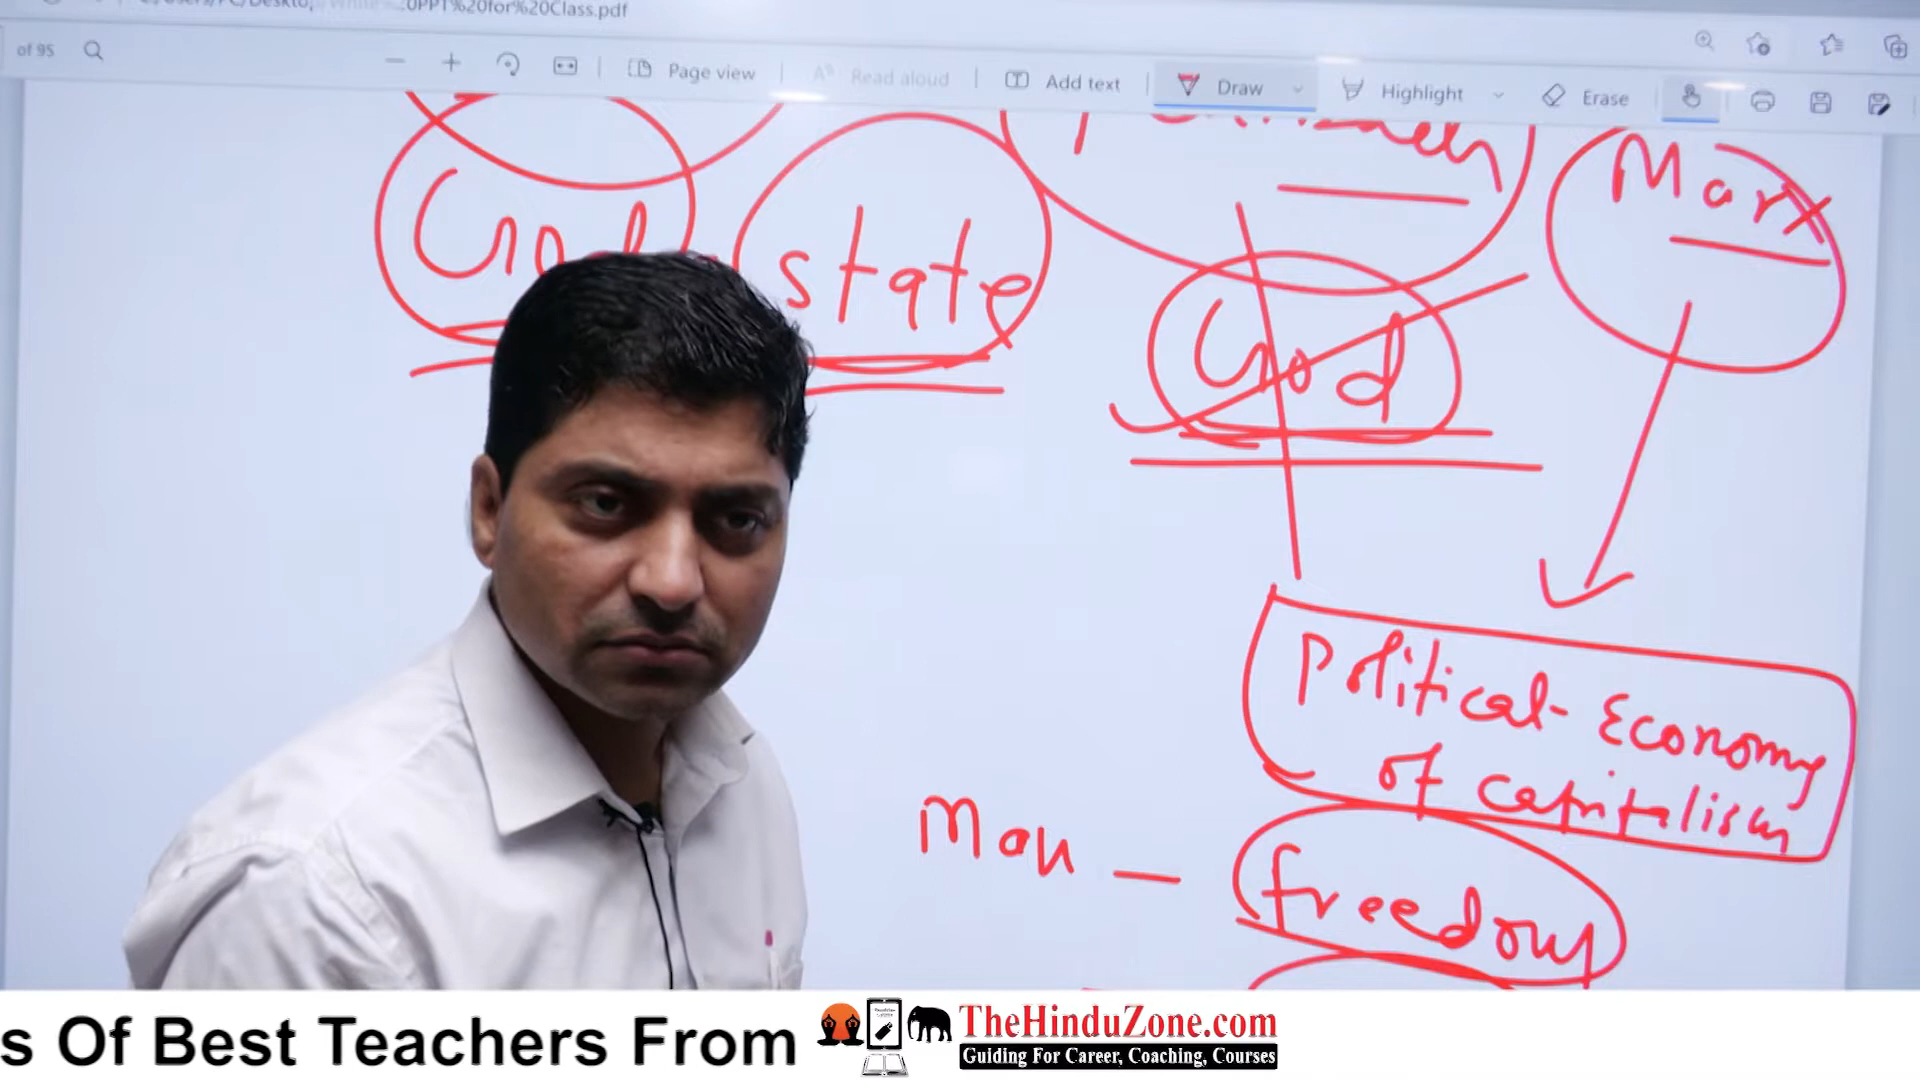 PPT%20for%20Class.pdf
of 95
Page view
Read aloud
Add text
Draw
Highlight
Erase
Marx
God
state
God
Political-Economy
of capitalism
Man — freedom
s Of Best Teachers From
TheHinduZone.com
Guiding For Career, Coaching, Courses